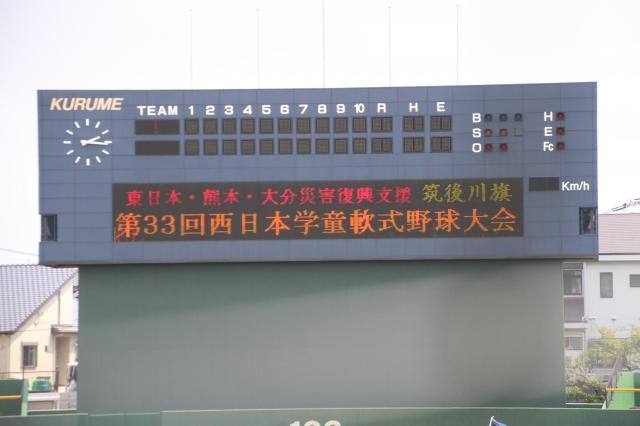 KURUME
TEAM 1 2 3 4 5 6 7 8 9 10 R H E
B H
S E
O Fc
Km/h
東日本・熊本・大分災害復興支援 筑後川旗
第33回西日本学童軟式野球大会